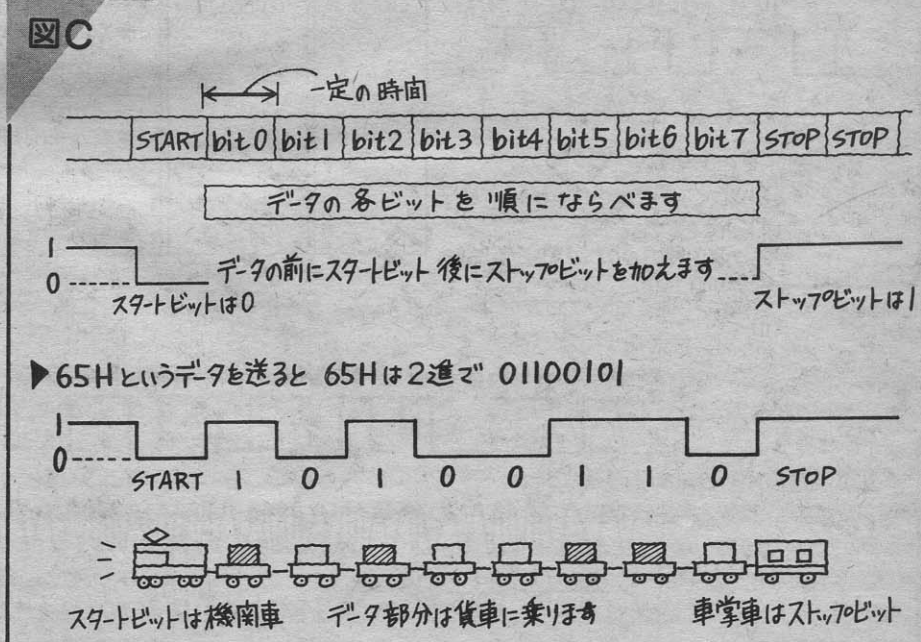 図C
一定の時間
START bit0 bit1 bit2 bit3 bit4 bit5 bit6 bit7 STOP STOP
データの各ビットを順にならべます
1
0
データの前にスタートビット 後にストップビットを加えます
スタートビットは0
ストップビットは1
▶65Hというデータを送ると 65Hは2進で 01100101
1
0
START 1 0 1 0 0 1 1 0 STOP
スタートビットは機関車 データ部分は貨車に乗ります 車掌車はストップビット